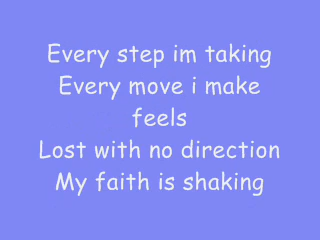 Every step im taking
Every move i make
feels
Lost with no direction
My faith is shaking